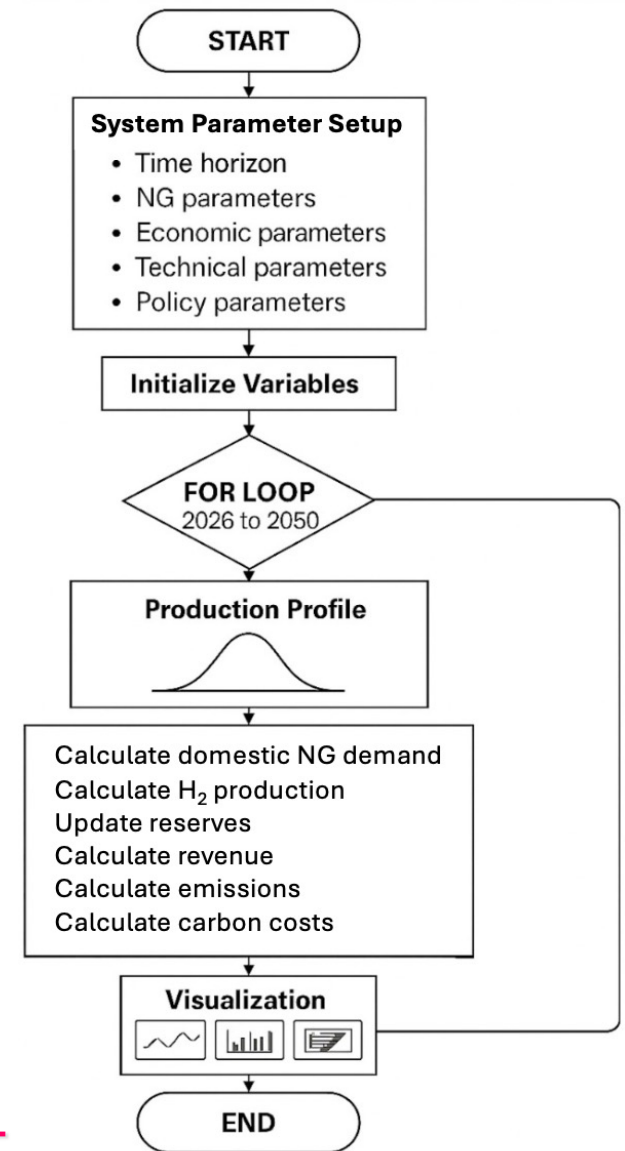 START
System Parameter Setup
• Time horizon
• NG parameters
• Economic parameters
• Technical parameters
• Policy parameters
Initialize Variables
FOR LOOP
2026 to 2050
Production Profile
Calculate domestic NG demand
Calculate H₂ production
Update reserves
Calculate revenue
Calculate emissions
Calculate carbon costs
Visualization
END